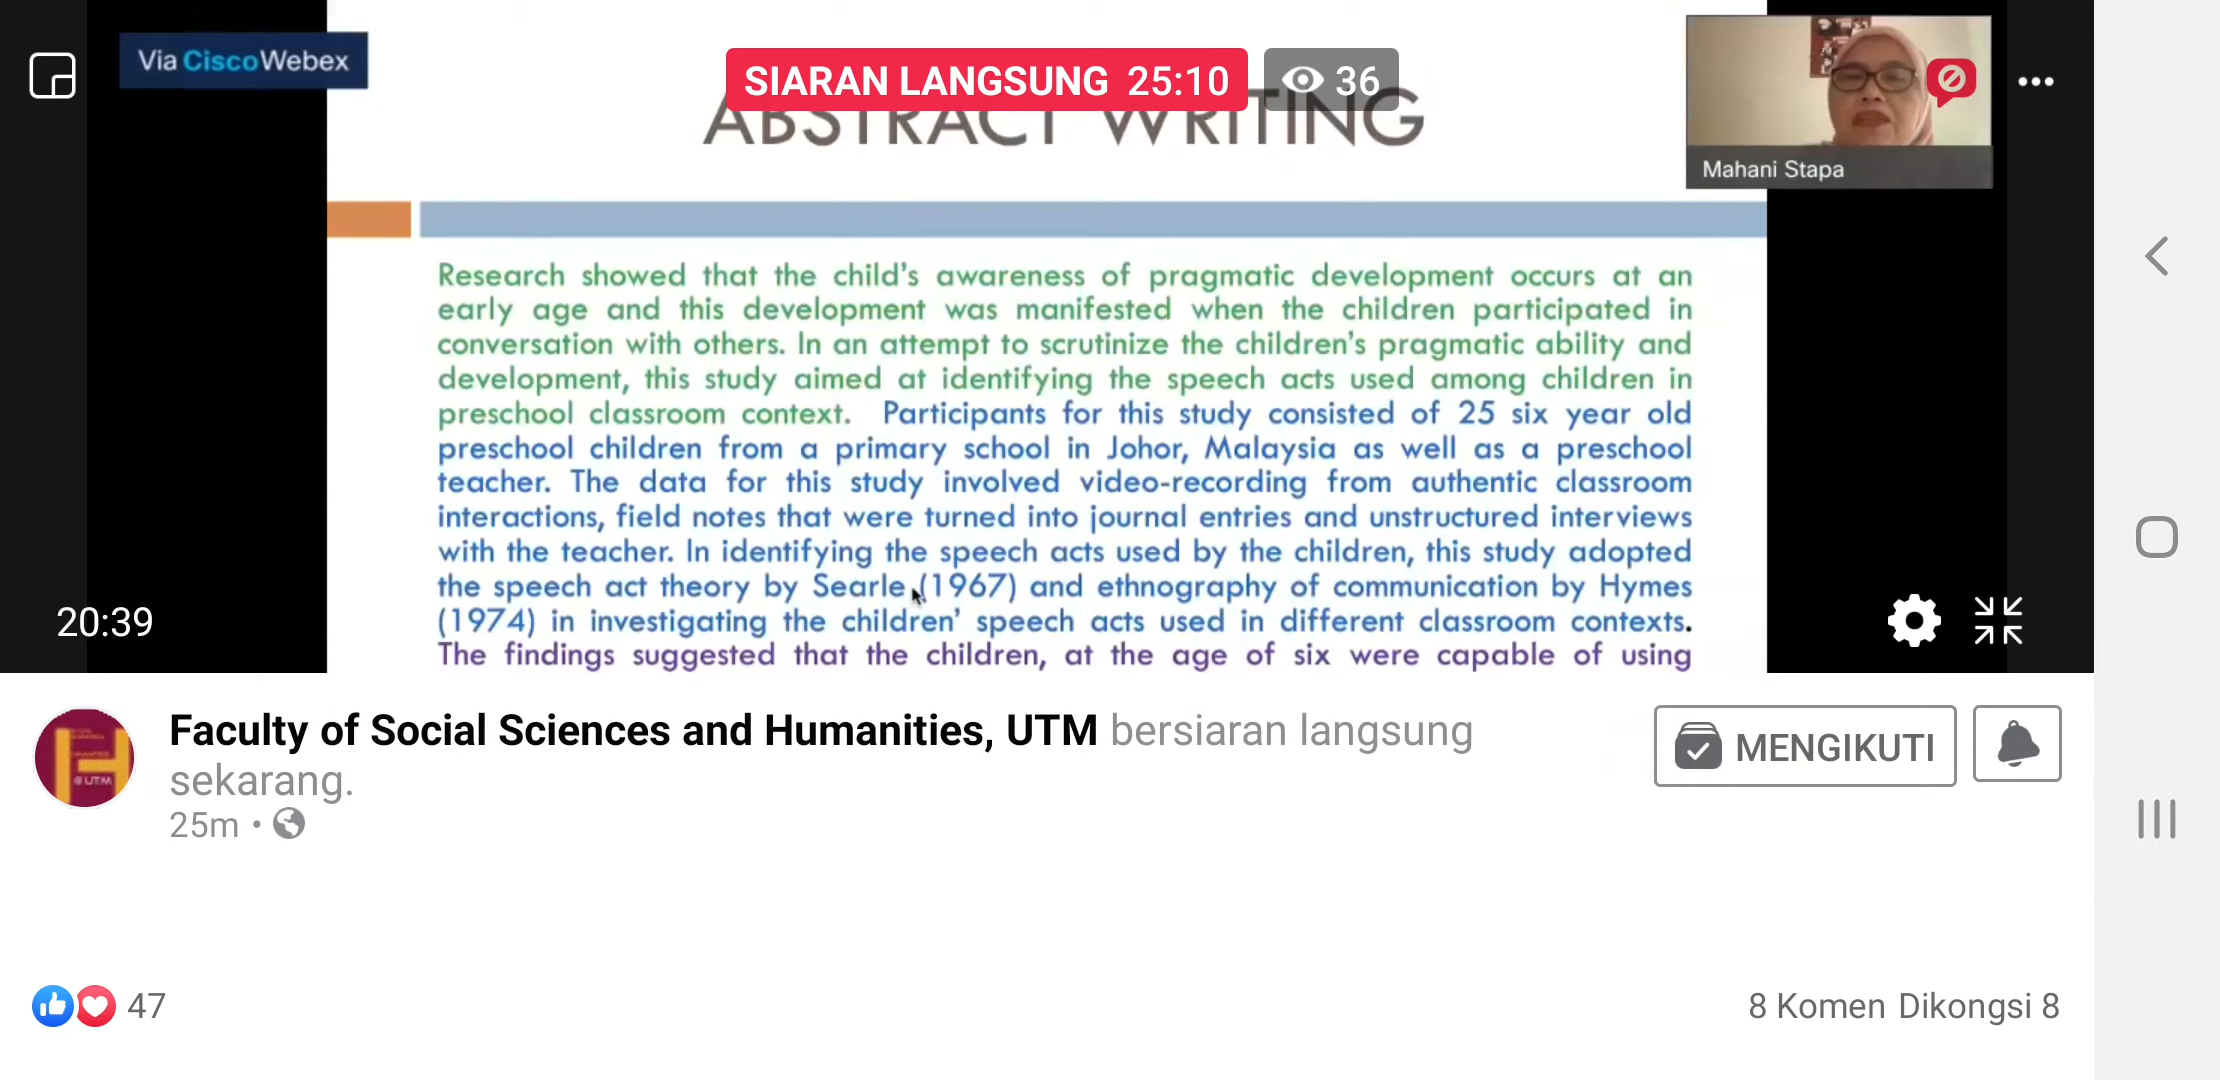 Via CiscoWebex
SIARAN LANGSUNG 25:10
36
ABSTRACT WRITING
Mahani Stapa
Research showed that the child's awareness of pragmatic development occurs at an
early age and this development was manifested when the children participated in
conversation with others. In an attempt to scrutinize the children's pragmatic ability and
development, this study aimed at identifying the speech acts used among children in
preschool classroom context. Participants for this study consisted of 25 six year old
preschool children from a primary school in Johor, Malaysia as well as a preschool
teacher. The data for this study involved video-recording from authentic classroom
interactions, field notes that were turned into journal entries and unstructured interviews
with the teacher. In identifying the speech acts used by the children, this study adopted
the speech act theory by Searle (1967) and ethnography of communication by Hymes
(1974) in investigating the children' speech acts used in different classroom contexts.
The findings suggested that the children, at the age of six were capable of using
20:39
Faculty of Social Sciences and Humanities, UTM bersiaran langsung
sekarang.
25m •
MENGIKUTI
@UTM
47
8 Komen Dikongsi 8